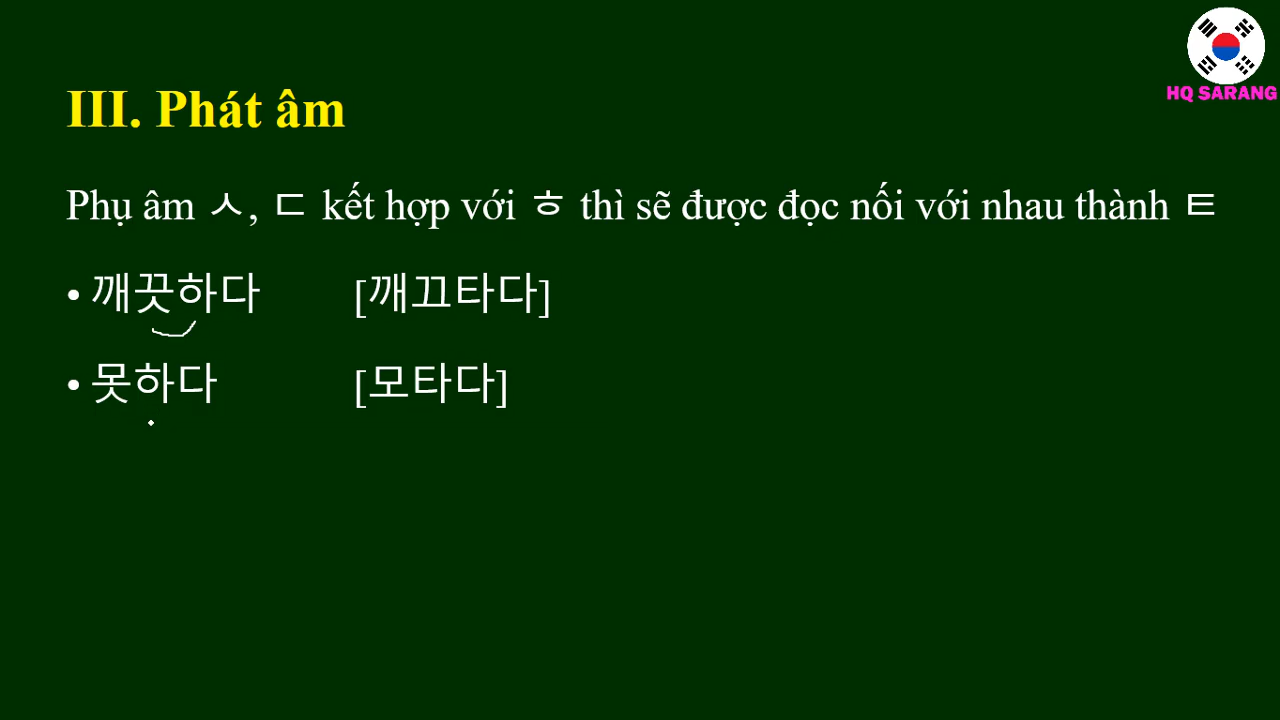 HQ SARANG
III. Phát âm
Phụ âm ㅅ, ㄷ kết hợp với ㅎ thì sẽ được đọc nối với nhau thành ㅌ
• 깨끗하다 [깨끄타다]
• 못하다 [모타다]